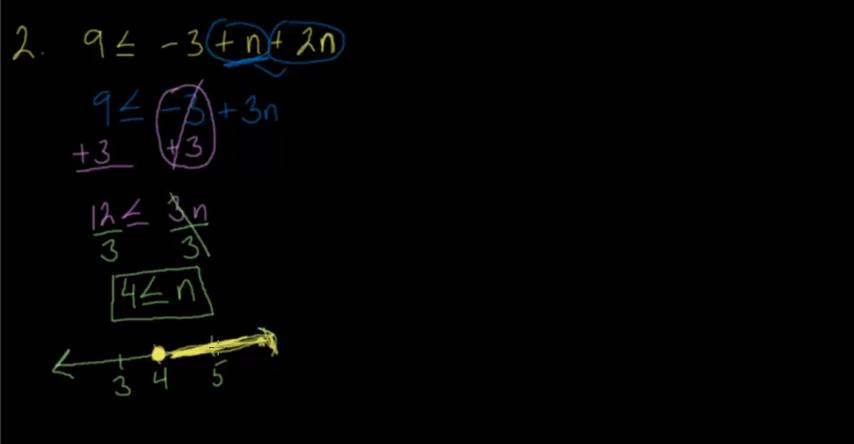 2. 9 ≤ -3 + n + 2n
9 ≤ -3 + 3n
+3 +3
12 ≤ 3n
3 3
4 ≤ n
3 4 5